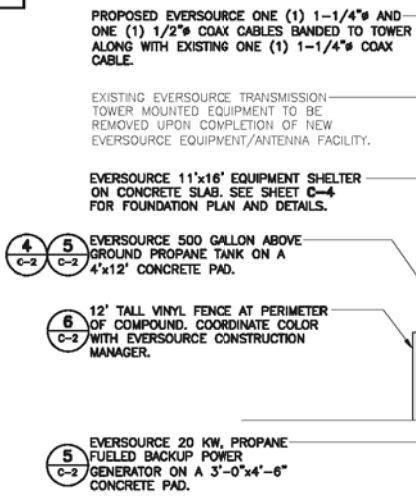 PROPOSED EVERSOURCE ONE (1) 1-1/4"ø AND
ONE (1) 1/2"ø COAX CABLES BANDED TO TOWER
ALONG WITH EXISTING ONE (1) 1-1/4"ø COAX
CABLE.
EXISTING EVERSOURCE TRANSMISSION
TOWER MOUNTED EQUIPMENT TO BE
REMOVED UPON COMPLETION OF NEW
EVERSOURCE EQUIPMENT/ANTENNA FACILITY.
EVERSOURCE 11'x16' EQUIPMENT SHELTER
ON CONCRETE SLAB. SEE SHEET C-4
FOR FOUNDATION PLAN AND DETAILS.
4 C-2
5 C-2
EVERSOURCE 500 GALLON ABOVE
GROUND PROPANE TANK ON A
4'x12' CONCRETE PAD.
6 C-2
12' TALL VINYL FENCE AT PERIMETER
OF COMPOUND. COORDINATE COLOR
WITH EVERSOURCE CONSTRUCTION
MANAGER.
5 C-2
EVERSOURCE 20 KW, PROPANE
FUELED BACKUP POWER
GENERATOR ON A 3'-0"x4'-6"
CONCRETE PAD.